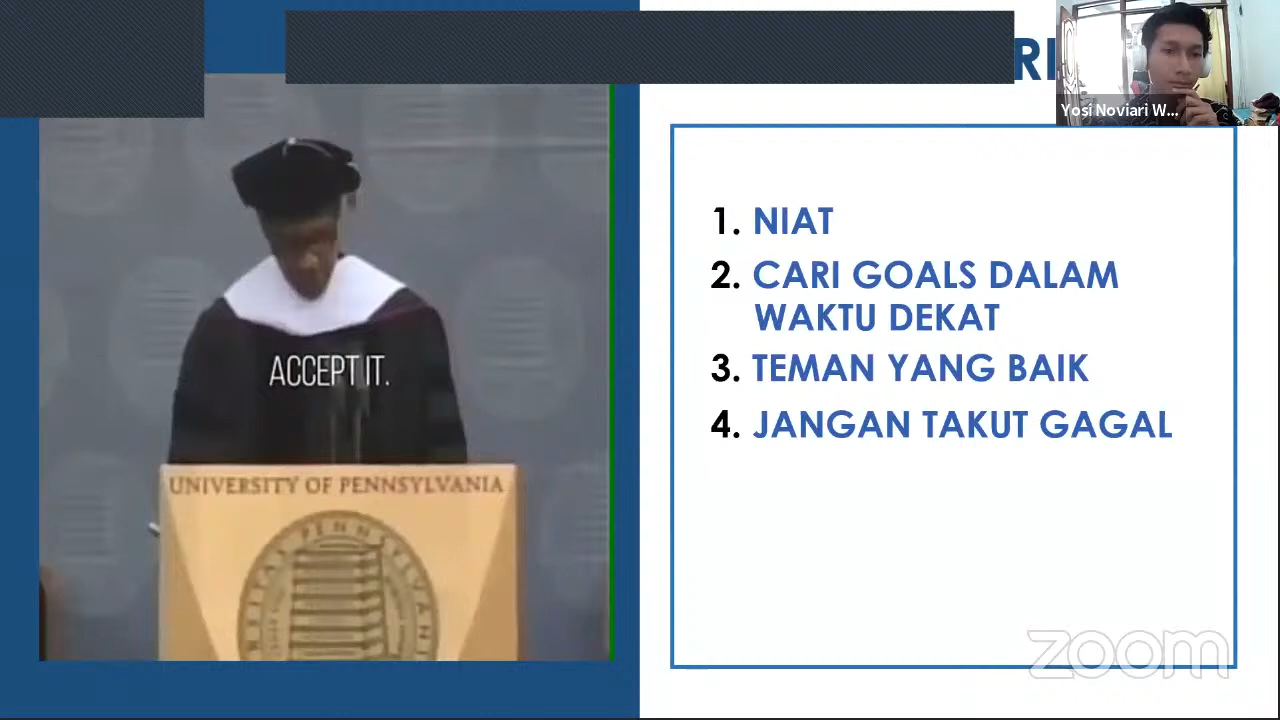 RI
Yosi Noviari W...
1. NIAT
2. CARI GOALS DALAM
WAKTU DEKAT
3. TEMAN YANG BAIK
4. JANGAN TAKUT GAGAL
ACCEPT IT.
UNIVERSITY OF PENNSYLVANIA
zoom